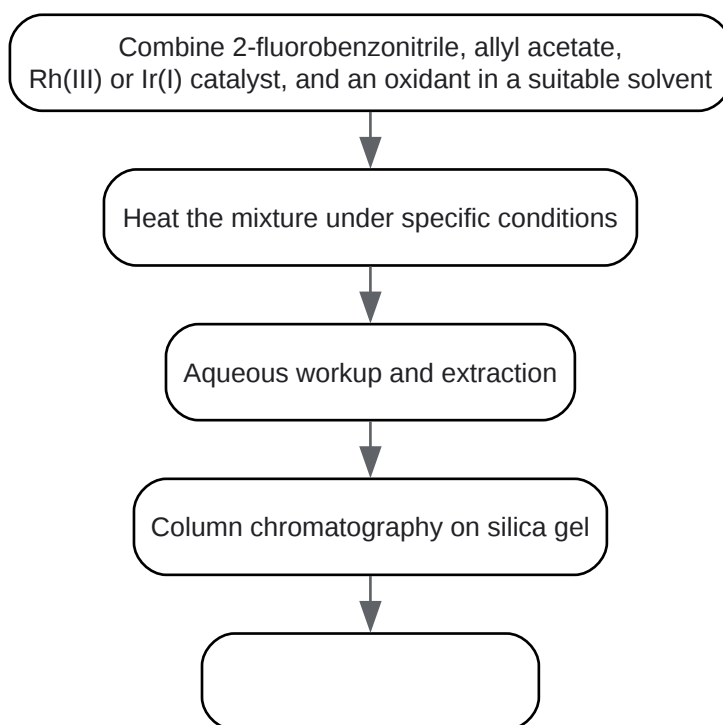 Combine 2-fluorobenzonitrile, allyl acetate,
Rh(III) or Ir(I) catalyst, and an oxidant in a suitable solvent
Heat the mixture under specific conditions
Aqueous workup and extraction
Column chromatography on silica gel